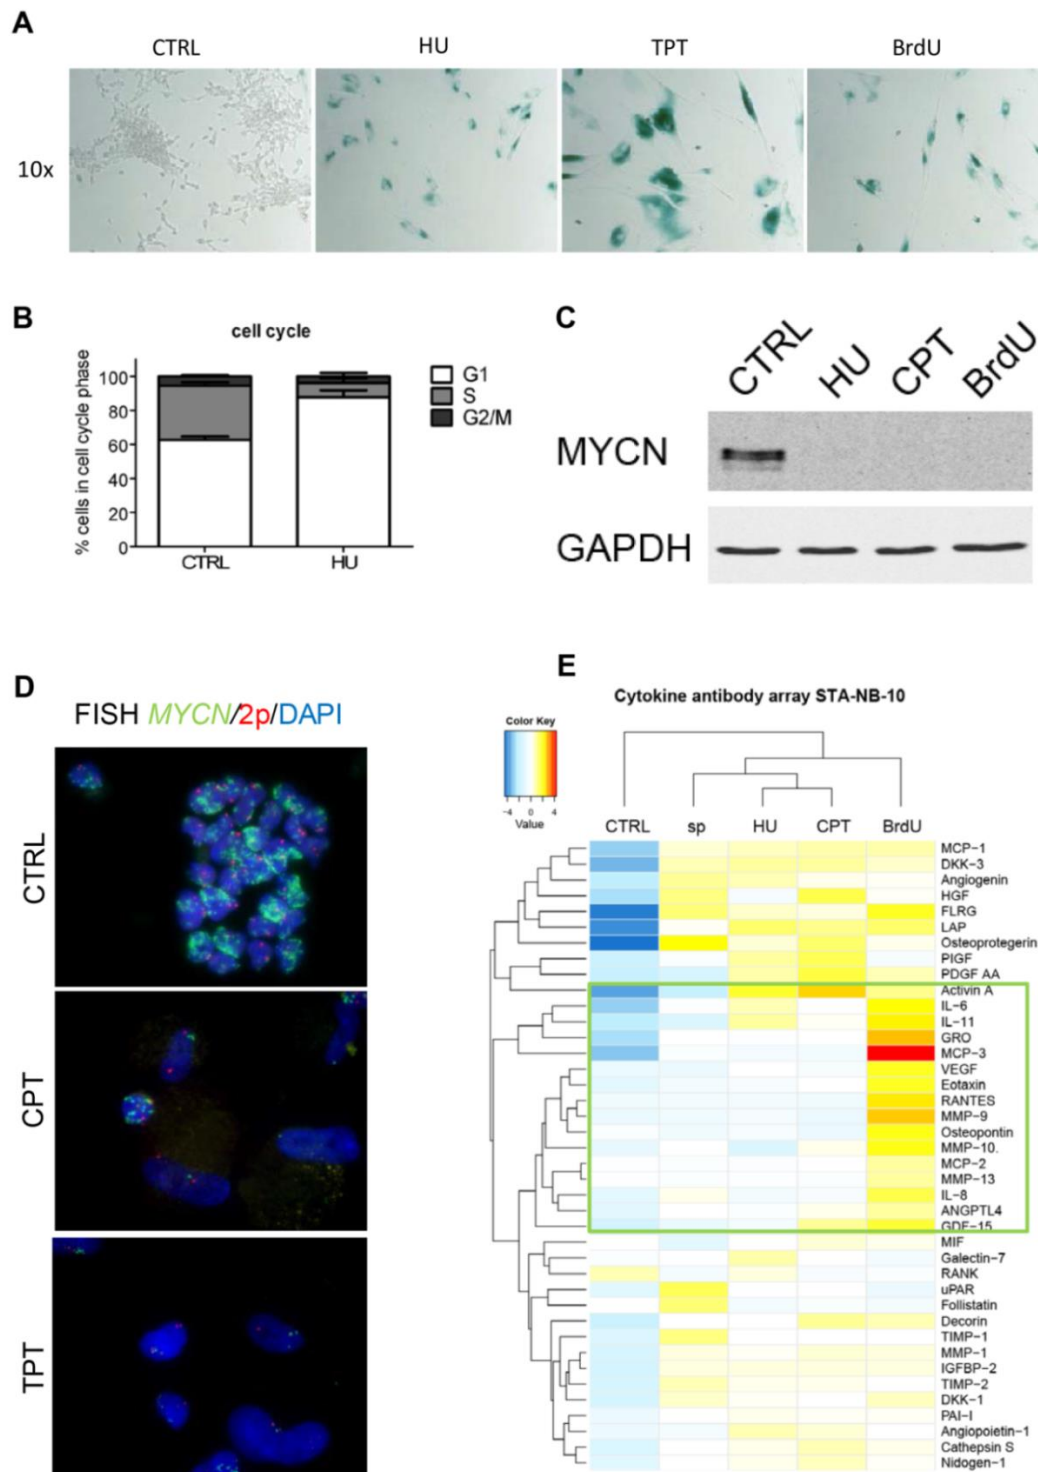 A
CTRL HU TPT BrdU
10x
B
cell cycle
% cells in cell cycle phase
100
80
60
40
20
0
CTRL HU
G1
S
G2/M
C
CTRL HU CPT BrdU
MYCN
GAPDH
D
FISH MYCN/2p/DAPI
CTRL
CPT
TPT
E
Cytokine antibody array STA-NB-10
Color Key
-4 0 4
Value
CTRL sp HU CPT BrdU
MCP-1
DKK-3
Angiogenin
HGF
FLRG
LAP
Osteoprotegerin
PIGF
PDGF AA
Activin A
IL-6
IL-11
GRO
MCP-3
VEGF
Eotaxin
RANTES
MMP-9
Osteopontin
MMP-10.
MCP-2
MMP-13
IL-8
ANGPTL4
GDF-15
MIF
Galectin-7
RANK
uPAR
Follistatin
Decorin
TIMP-1
MMP-1
IGFBP-2
TIMP-2
DKK-1
PAI-I
Angiopoietin-1
Cathepsin S
Nidogen-1